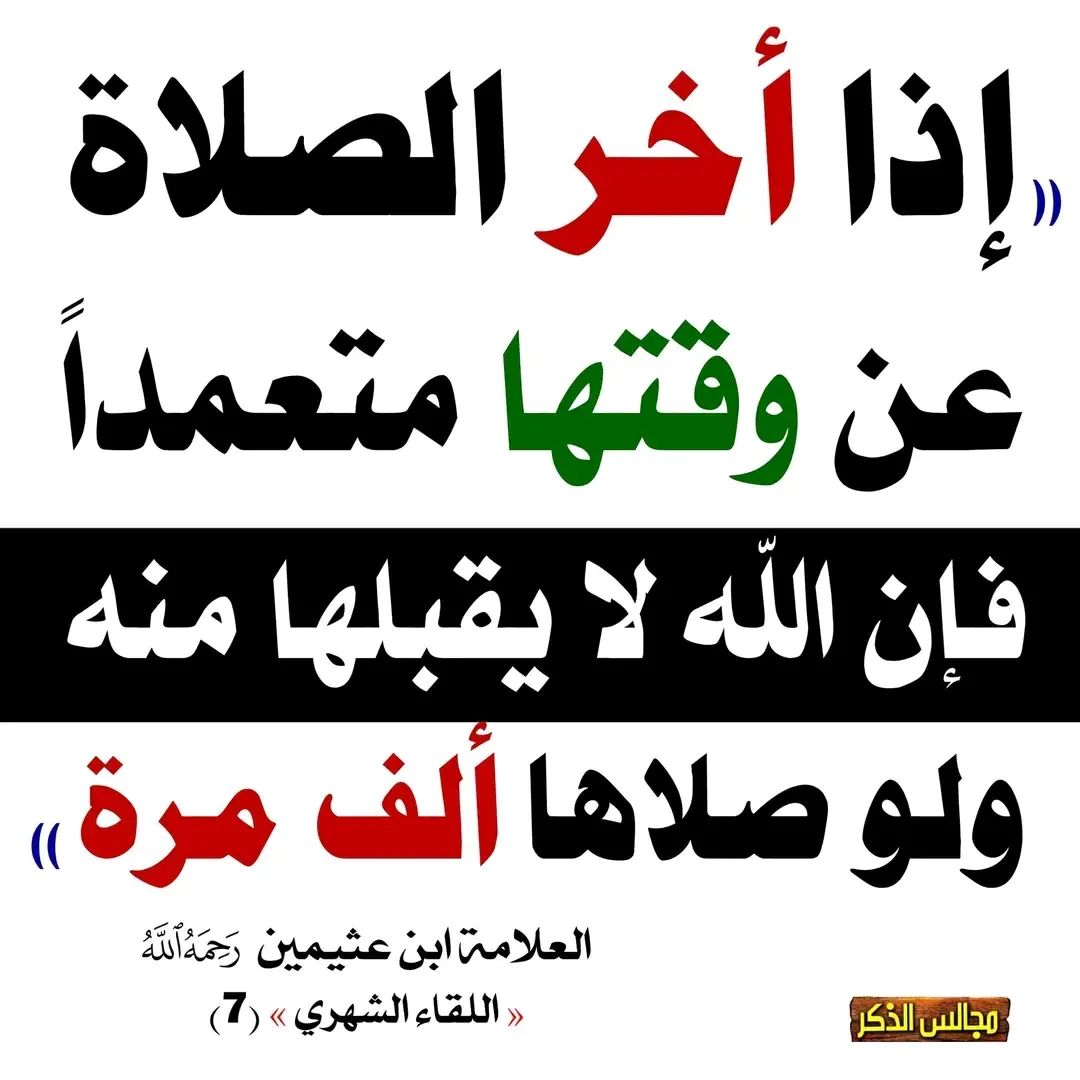 (( إذا أخر الصلاة
عن وقتها متعمداً
فإن الله لا يقبلها منه
ولو صلاها ألف مرة ))
العلامة ابن عثيمين رَحِمَهُ ٱللَّهُ
« اللقاء الشهري » (7)
مجالس الذكر